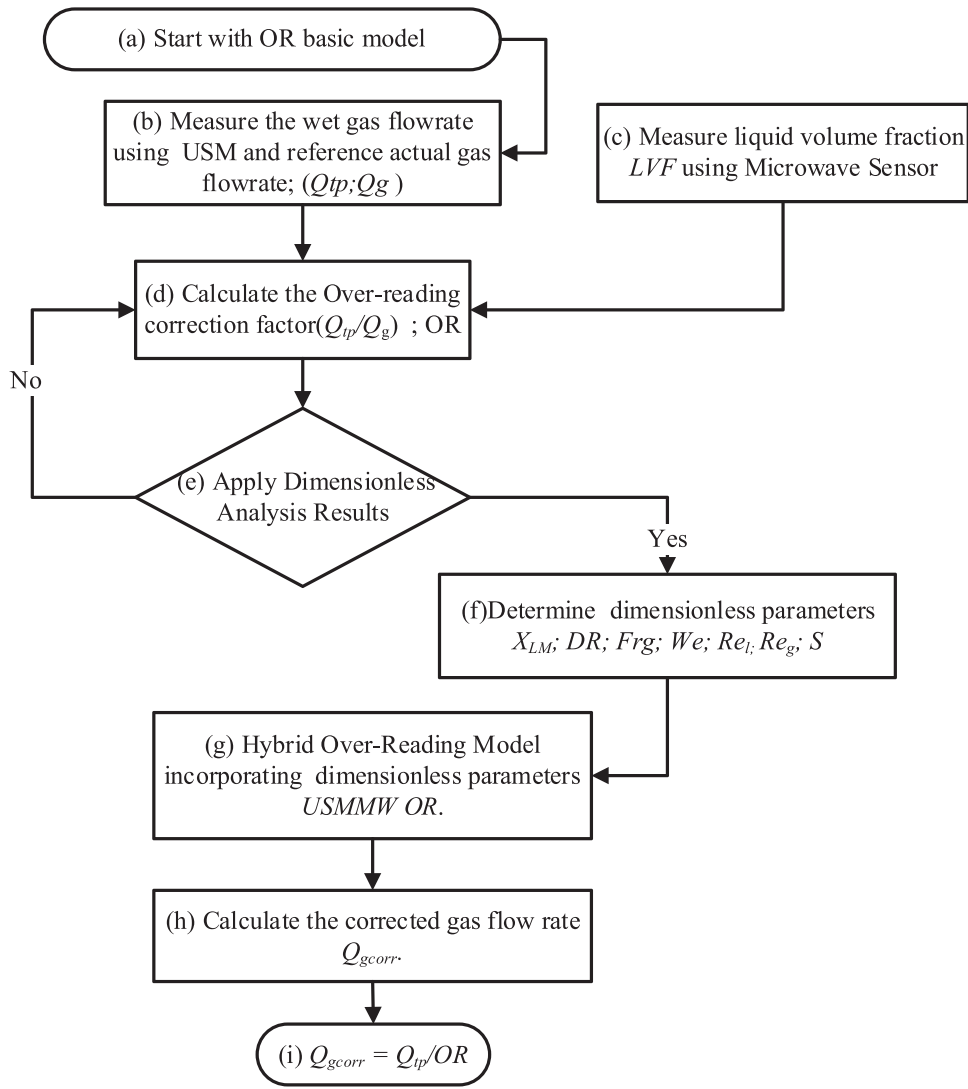 (a) Start with OR basic model
(b) Measure the wet gas flowrate
using USM and reference actual gas
flowrate; (Qtp;Qg )
(c) Measure liquid volume fraction
LVF using Microwave Sensor
(d) Calculate the Over-reading
correction factor(Qtp/Qg) ; OR
No
(e) Apply Dimensionless
Analysis Results
Yes
(f)Determine dimensionless parameters
XLM; DR; Frg; We; Rel; Reg; S
(g) Hybrid Over-Reading Model
incorporating dimensionless parameters
USMMW OR.
(h) Calculate the corrected gas flow rate
Qgcorr.
(i) Qgcorr = Qtp/OR